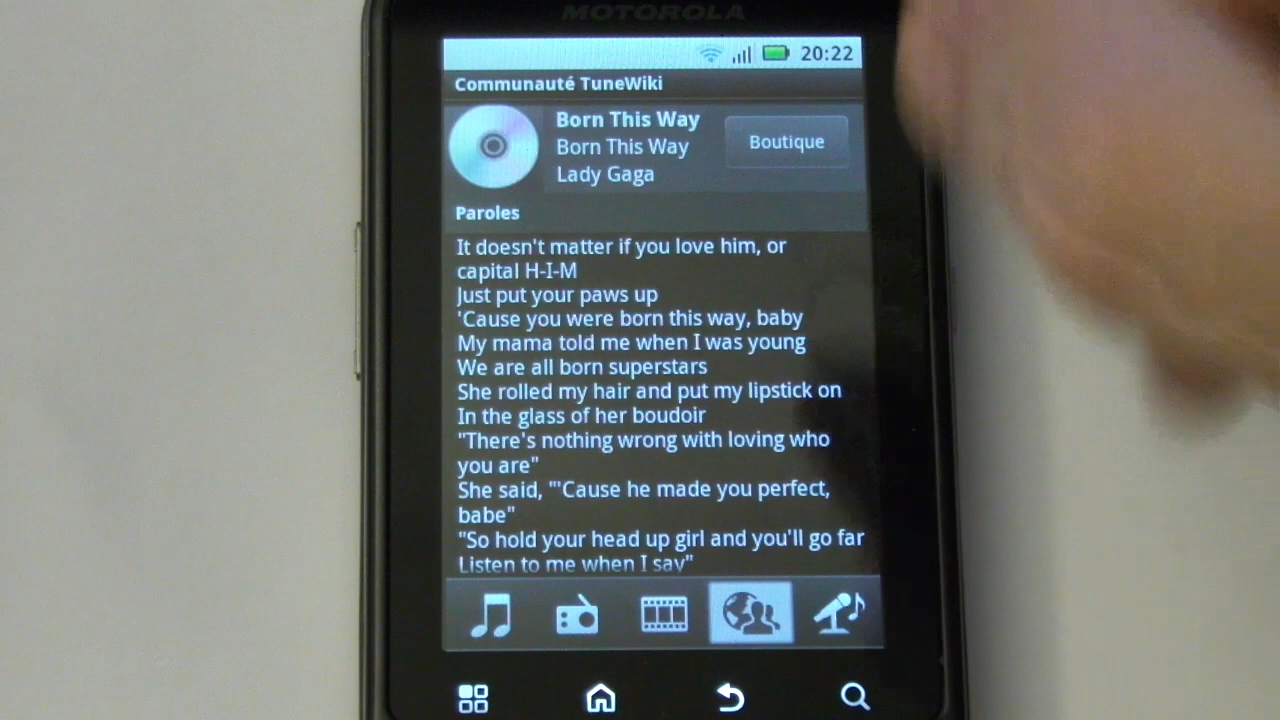 MOTOROLA
20:22
Communauté TuneWiki
Born This Way
Born This Way
Boutique
Lady Gaga
Paroles
It doesn't matter if you love him, or
capital H-I-M
Just put your paws up
'Cause you were born this way, baby
My mama told me when I was young
We are all born superstars
She rolled my hair and put my lipstick on
In the glass of her boudoir
"There's nothing wrong with loving who
you are"
She said, "'Cause he made you perfect,
babe"
"So hold your head up girl and you'll go far
Listen to me when I say"